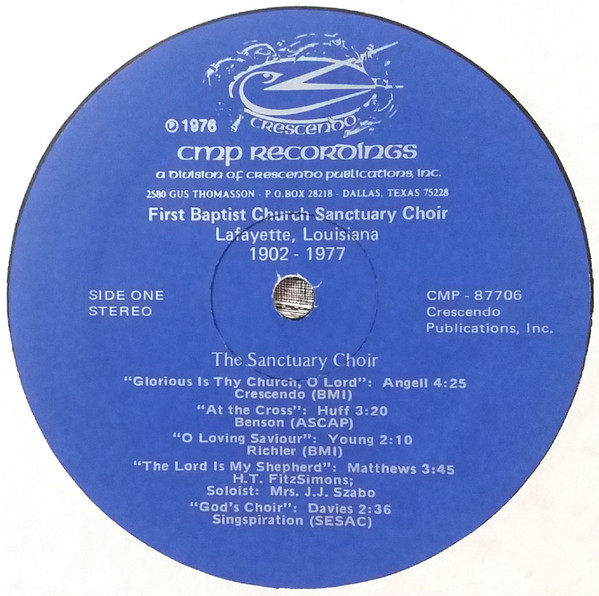 CRESCENDO
℗ 1976
CMP RECORDINGS
A DIVISION OF CRESCENDO PUBLICATIONS, INC.
2580 GUS THOMASSON - P.O. BOX 28218 - DALLAS, TEXAS 75228
First Baptist Church Sanctuary Choir
Lafayette, Louisiana
1902 - 1977
SIDE ONE
STEREO
CMP - 87706
Crescendo
Publications, Inc.
The Sanctuary Choir
"Glorious Is Thy Church, O Lord": Angell 4:25
Crescendo (BMI)
"At the Cross": Huff 3:20
Benson (ASCAP)
"O Loving Saviour": Young 2:10
Richler (BMI)
"The Lord Is My Shepherd": Matthews 3:45
H.T. FitzSimons;
Soloist: Mrs. J.J. Szabo
"God's Choir": Davies 2:36
Singspiration (SESAC)